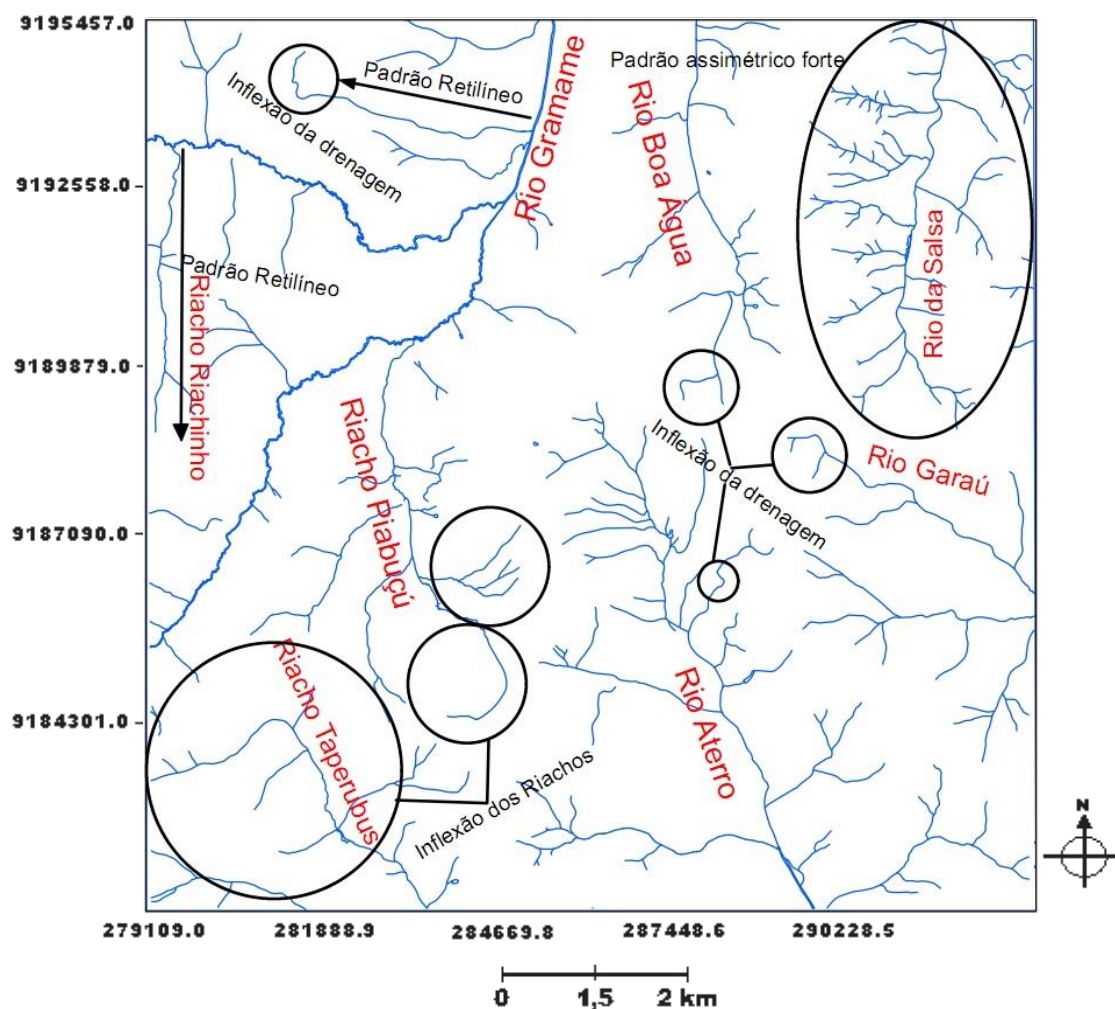 9195457.0
Padrão assimétrico forte
Padrão Retilíneo
Inflexão da drenagem
Rio Gramame
Rio Boa Água
9192558.0
Rio da Salsa
Padrão Retilíneo
Riacho Riachinho
9189879.0
Riacho Piabuçú
Inflexão da drenagem
Rio Garaú
9187090.0
Riacho Taperubus
Rio Aterro
9184301.0
Inflexão dos Riachos
N
279109.0 281888.9 284669.8 287448.6 290228.5
0 1,5 2 km